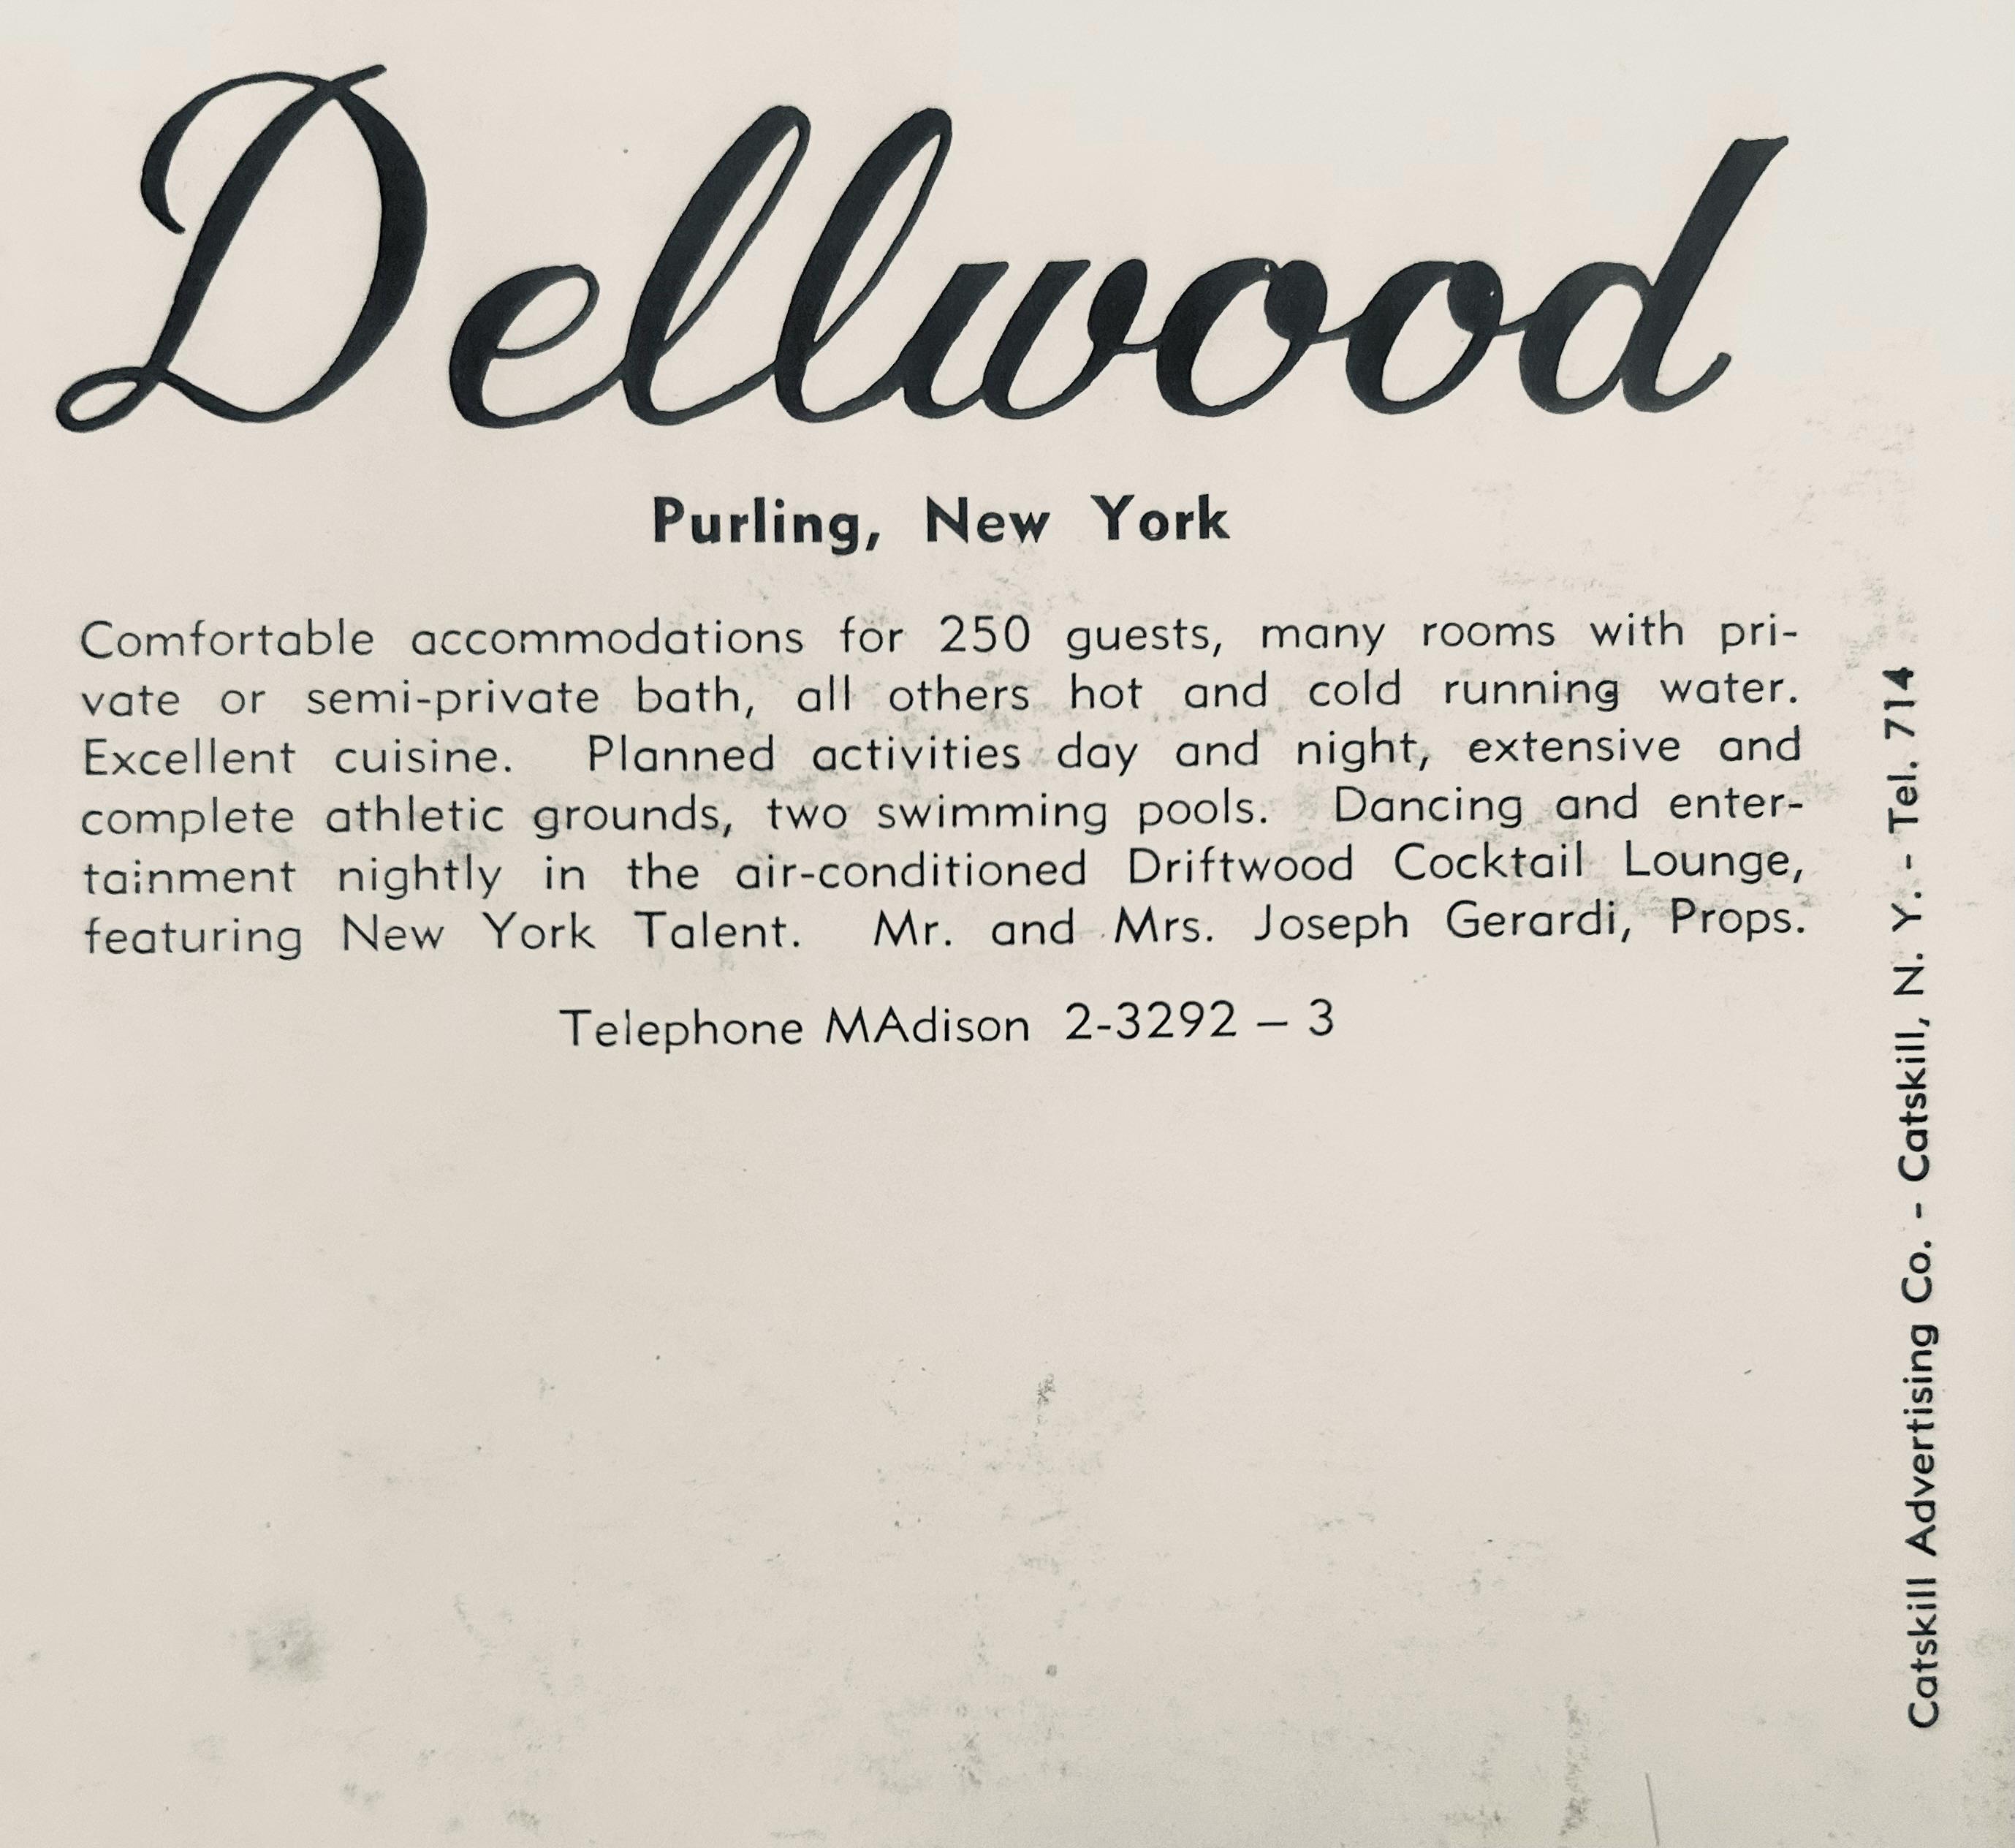 Dellwood
Purling, New York
Comfortable accommodations for 250 guests, many rooms with pri-
vate or semi-private bath, all others hot and cold running water.
Excellent cuisine. Planned activities day and night, extensive and
complete athletic grounds, two swimming pools. Dancing and enter-
tainment nightly in the air-conditioned Driftwood Cocktail Lounge,
featuring New York Talent. Mr. and Mrs. Joseph Gerardi, Props.
Telephone MAdison 2-3292 – 3
Catskill Advertising Co. - Catskill, N. Y. - Tel. 714